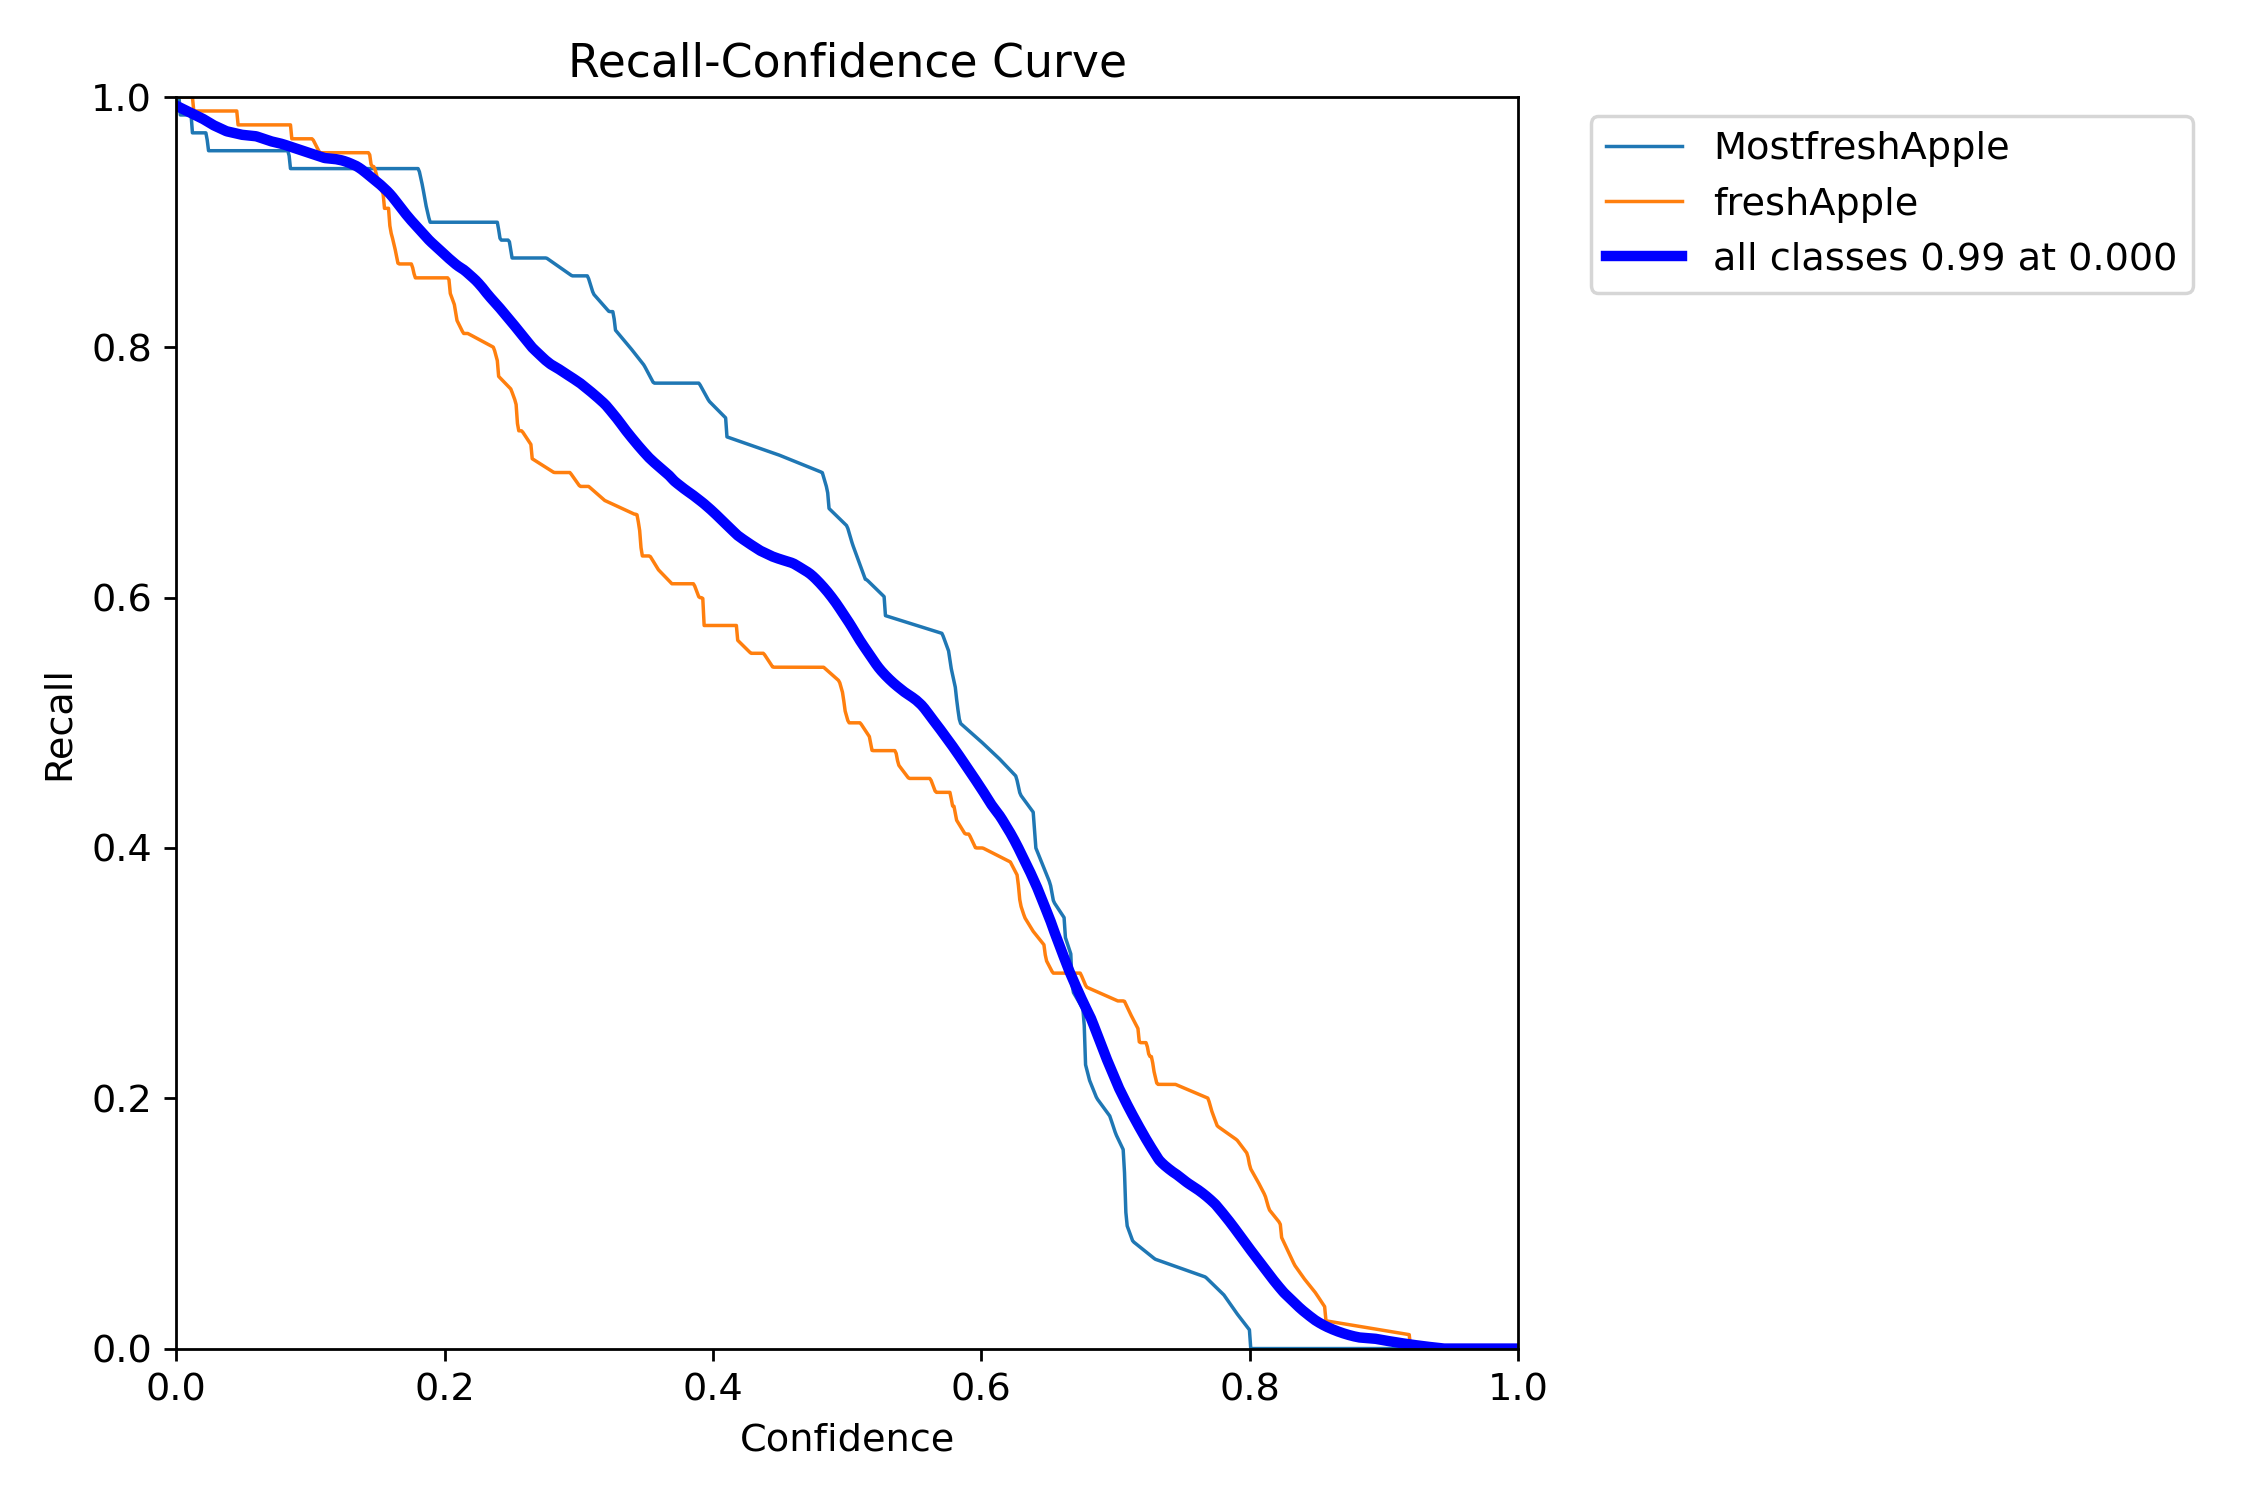 Recall-Confidence Curve
MostfreshApple
freshApple
all classes 0.99 at 0.000
1.0
0.8
0.6
0.4
0.2
0.0
Recall
0.0 0.2 0.4 0.6 0.8 1.0
Confidence